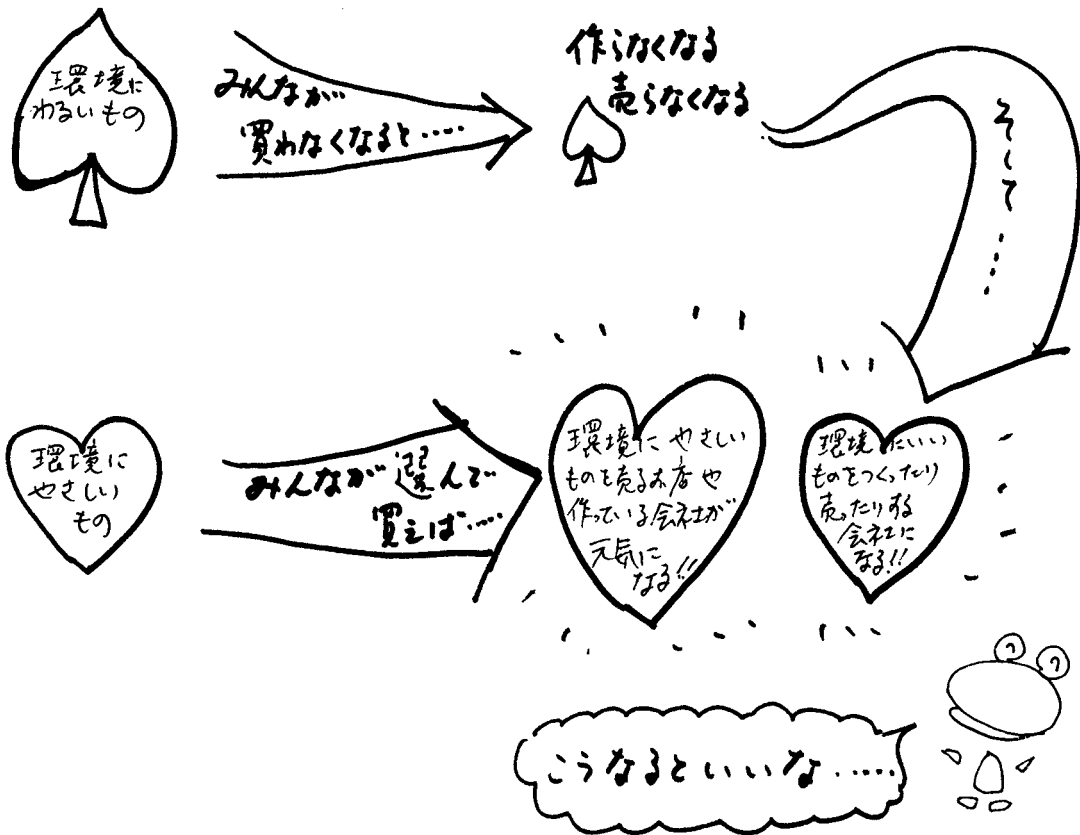 環境に
わるいもの
みんなが
買わなくなると‥‥‥
作らなくなる
売らなくなる
そして‥‥‥
環境に
やさしい
もの
みんなが選んで
買えば‥‥‥
環境にやさしい
ものを売るお店や
作っている会社が
元気に
なる!!
環境にいい
ものをつくったり
売ったりする
会社に
なる!!
こうなるといいな‥‥‥